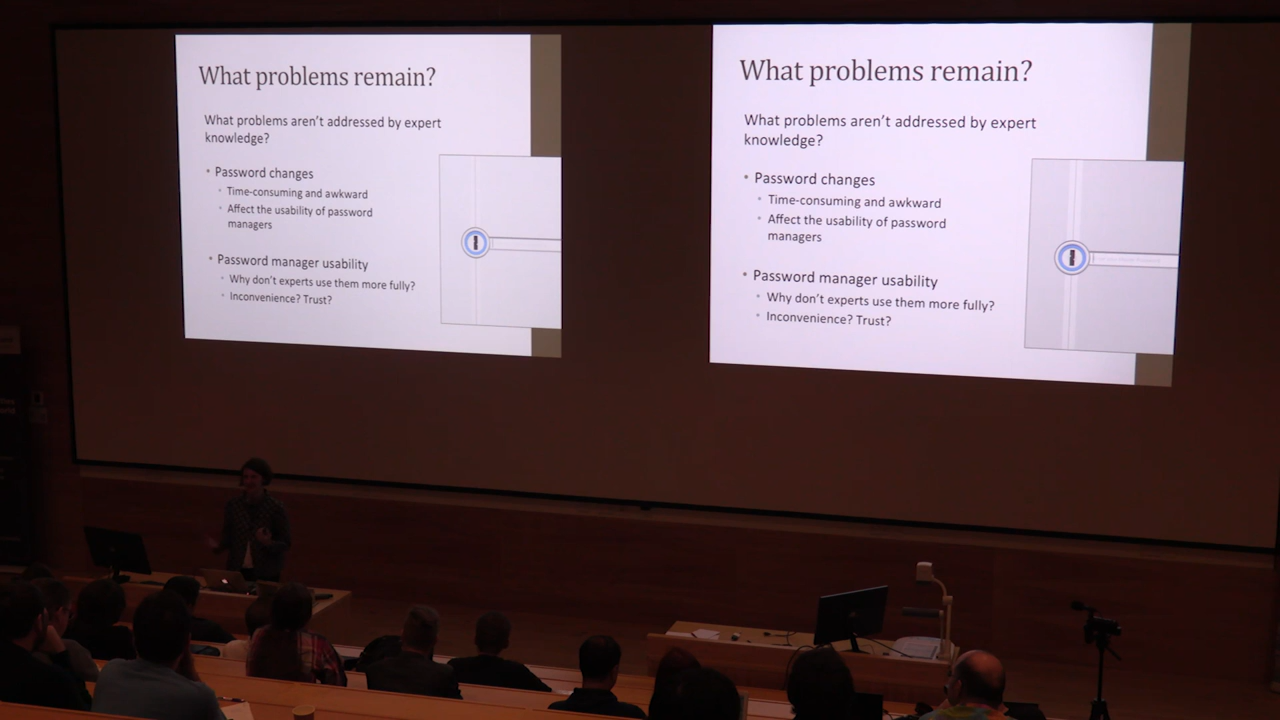 What problems remain?
What problems aren't addressed by expert
knowledge?
• Password changes
• Time-consuming and awkward
• Affect the usability of password
managers
• Password manager usability
• Why don't experts use them more fully?
• Inconvenience? Trust?
What problems remain?
What problems aren't addressed by expert
knowledge?
• Password changes
• Time-consuming and awkward
• Affect the usability of password
managers
• Password manager usability
• Why don't experts use them more fully?
• Inconvenience? Trust?